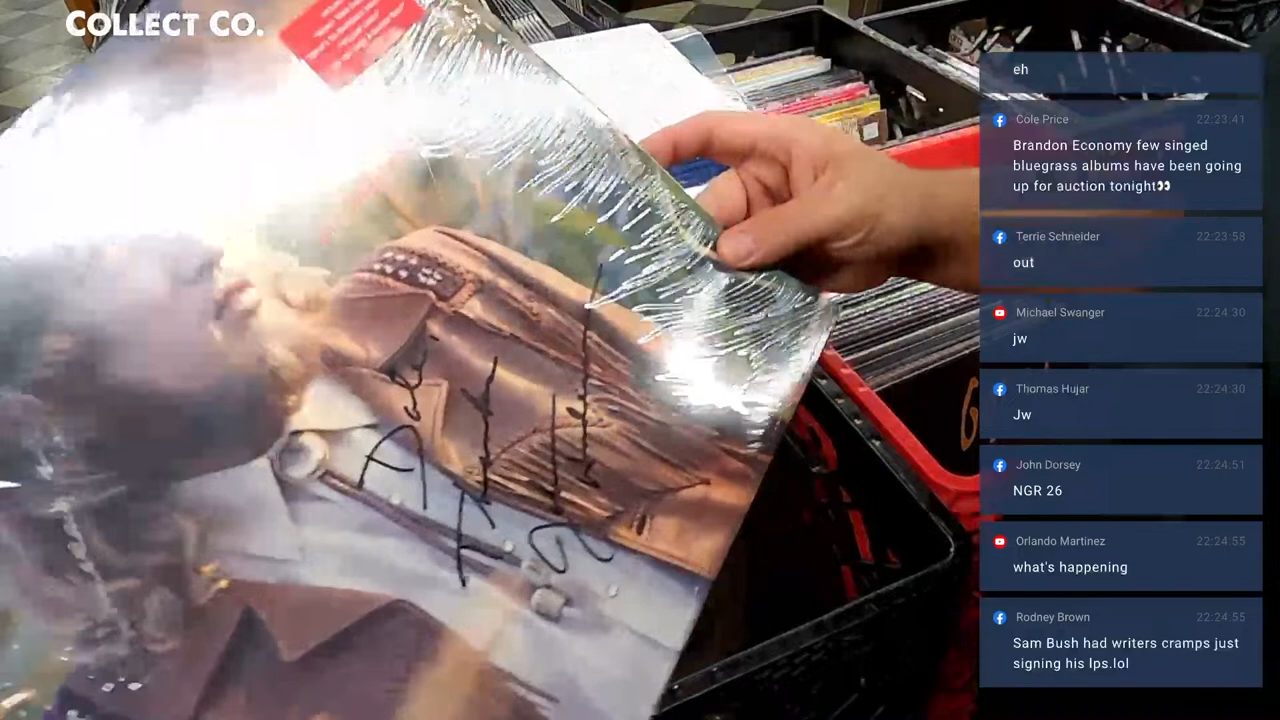 COLLECT CO.
eh
Cole Price 22:23:41
Brandon Economy few singed
bluegrass albums have been going
up for auction tonight👀
Terrie Schneider 22:23:58
out
Michael Swanger 22:24:30
jw
Thomas Hujar 22:24:30
Jw
John Dorsey 22:24:51
NGR 26
Orlando Martinez 22:24:55
what's happening
Rodney Brown 22:24:55
Sam Bush had writers cramps just
signing his lps.lol